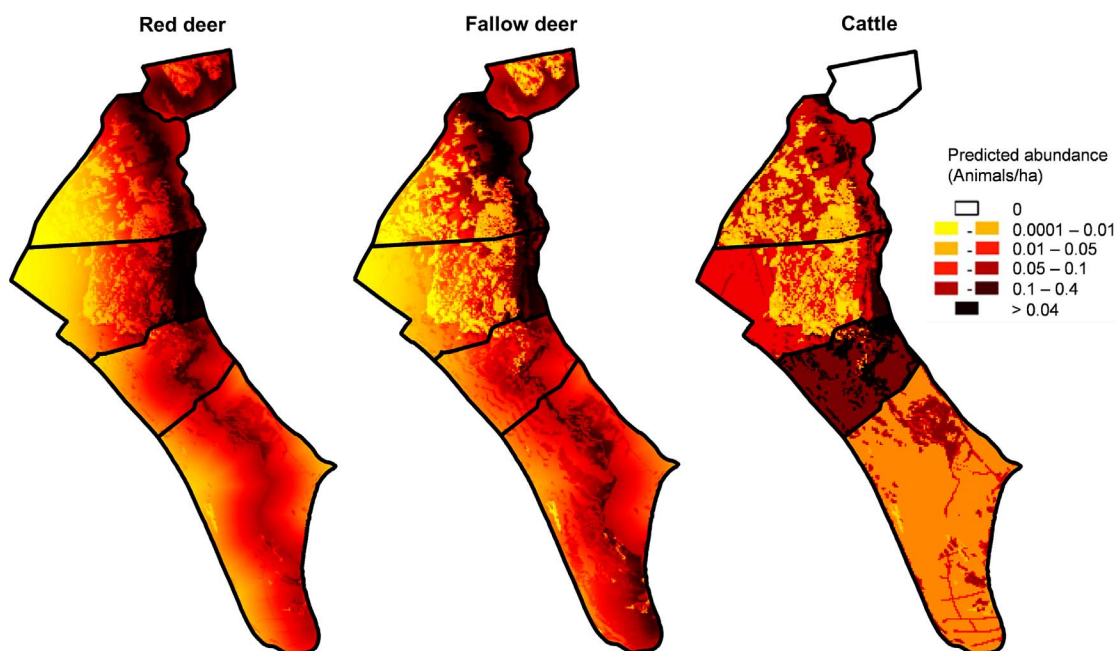 Red deer
Fallow deer
Cattle
Predicted abundance
(Animals/ha)
0
- 0.0001 – 0.01
- 0.01 – 0.05
- 0.05 – 0.1
- 0.1 – 0.4
> 0.04